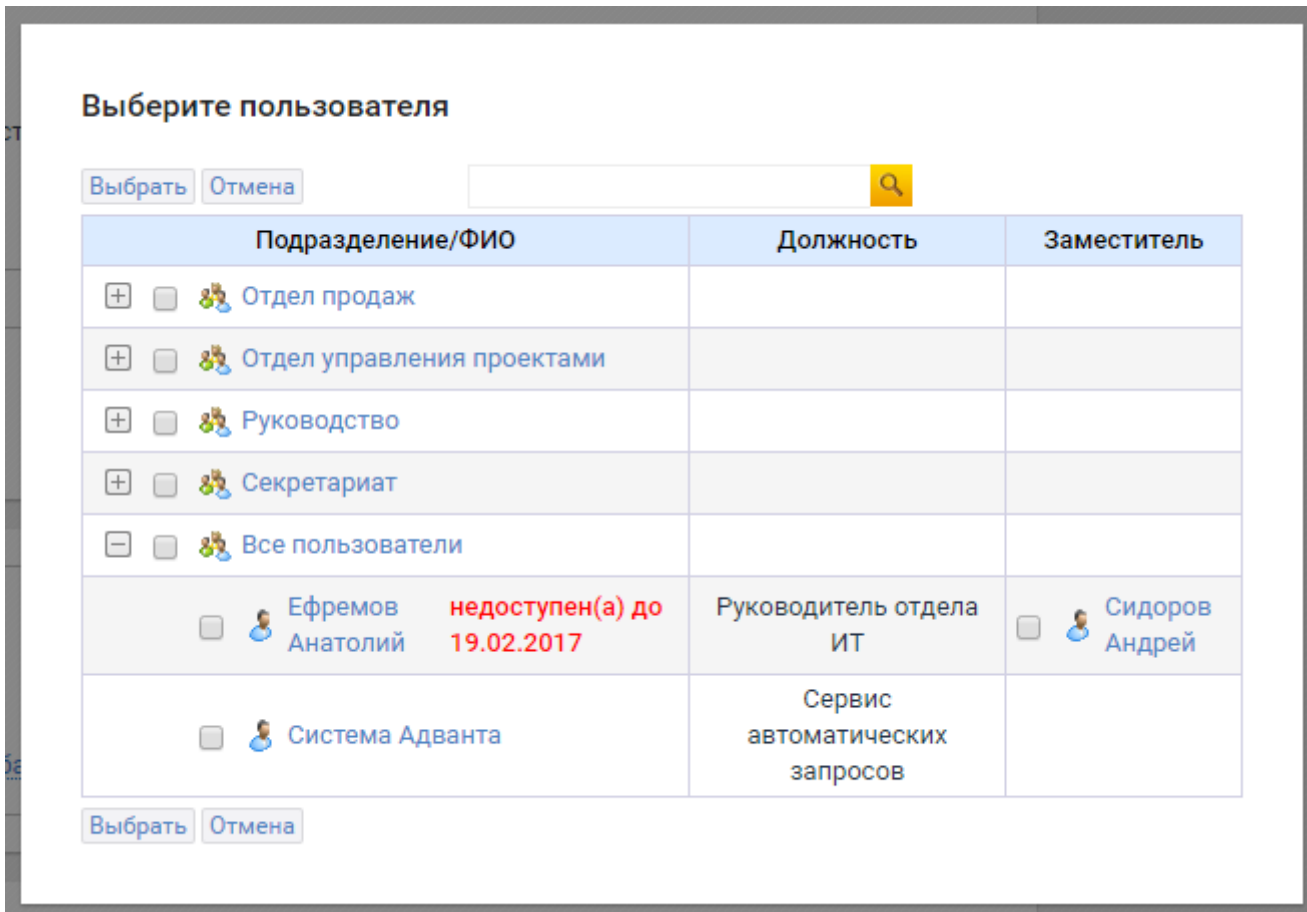 Выберите пользователя
Выбрать Отмена
Подразделение/ФИО Должность Заместитель
Отдел продаж
Отдел управления проектами
Руководство
Секретариат
Все пользователи
Ефремов недоступен(а) до Руководитель отдела Сидоров
Анатолий 19.02.2017 ИТ Андрей
Сервис
Система Адванта автоматических
запросов
Выбрать Отмена